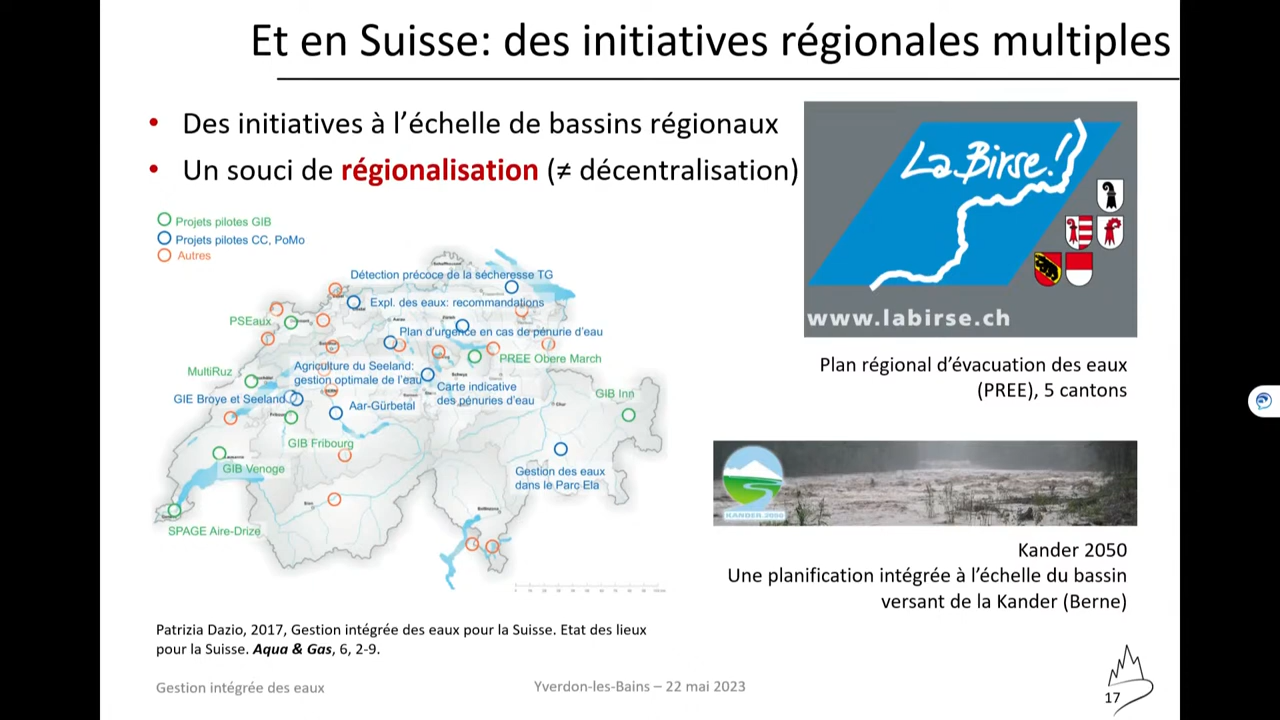 Et en Suisse: des initiatives régionales multiples
• Des initiatives à l’échelle de bassins régionaux
• Un souci de régionalisation (≠ décentralisation)
La Birse!
www.labirse.ch
Plan régional d’évacuation des eaux
(PREE), 5 cantons
Projets pilotes GIB
Projets pilotes CC, PoMo
Autres
Détection précoce de la sécheresse TG
Expl. des eaux: recommandations
PSEaux
Plan d'urgence en cas de pénurie d'eau
PREE Obere March
MultiRuz
Agriculture du Seeland:
gestion optimale de l'eau
Carte indicative
des pénuries d'eau
GIE Broye et Seeland
Aar-Gürbetal
GIB Inn
GIB Fribourg
GIB Venoge
Gestion des eaux
dans le Parc Ela
SPAGE Aire-Drize
KANDER 2050
Kander 2050
Une planification intégrée à l’échelle du bassin
versant de la Kander (Berne)
Patrizia Dazio, 2017, Gestion intégrée des eaux pour la Suisse. Etat des lieux
pour la Suisse. Aqua & Gas, 6, 2-9.
Gestion intégrée des eaux
Yverdon-les-Bains – 22 mai 2023
17